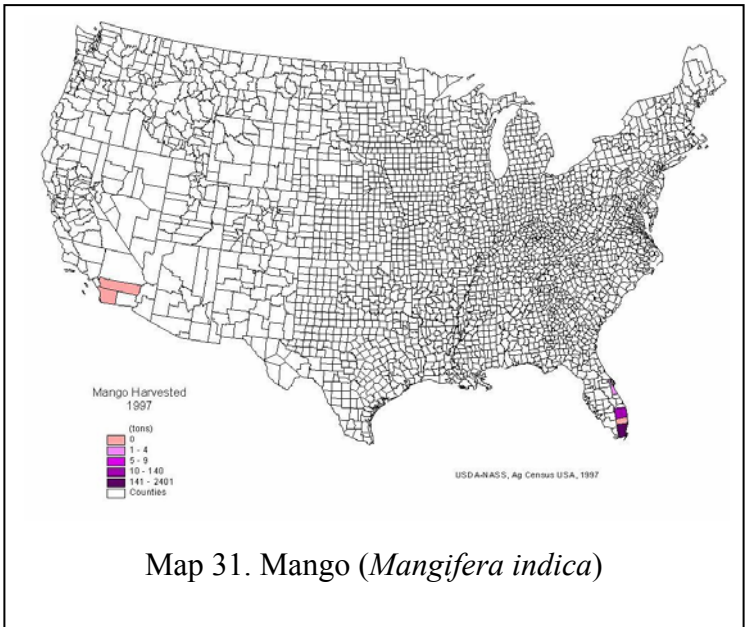 Mango Harvested
1997
(tons)
0
1 - 4
5 - 9
10 - 140
141 - 2401
Counties
USDA-NASS, Ag Census USA, 1997
Map 31. Mango (Mangifera indica)